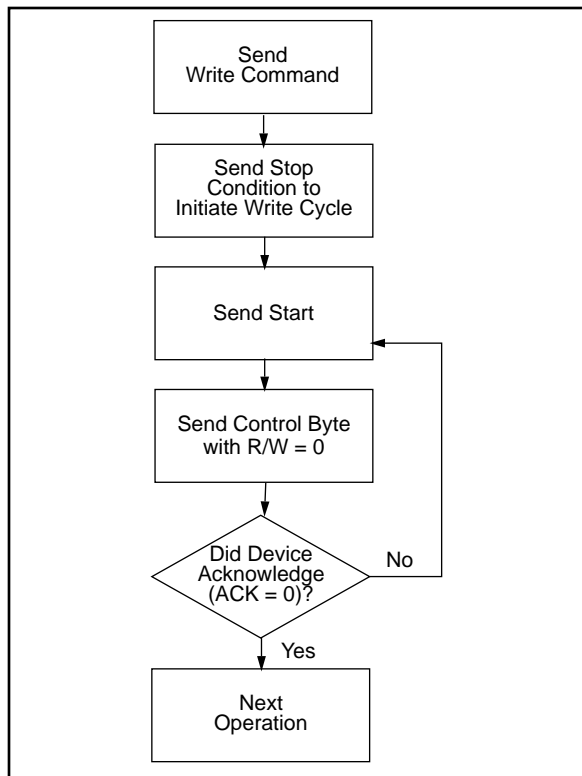 Send
Write Command
Send Stop
Condition to
Initiate Write Cycle
Send Start
Send Control Byte
with R/W = 0
Did Device
Acknowledge
(ACK = 0)?
No
Yes
Next
Operation